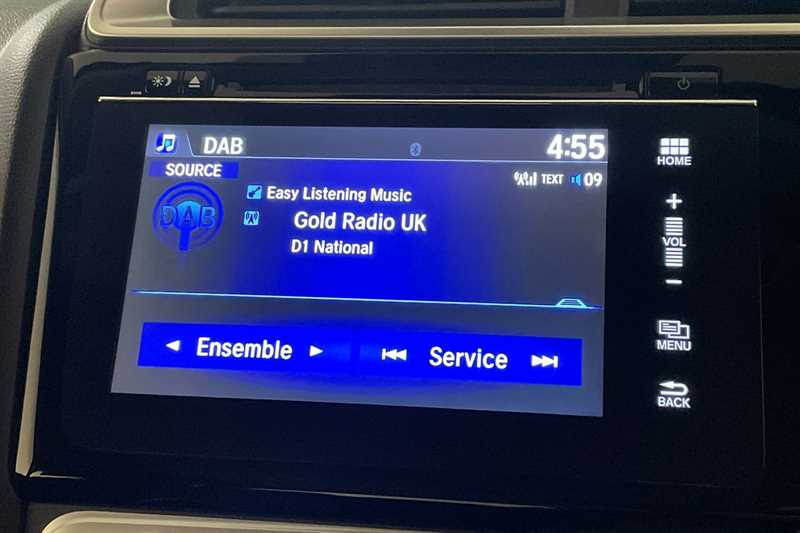 DAB 4:55
SOURCE
TEXT 09
DAB
Easy Listening Music
Gold Radio UK
D1 National
Ensemble
Service
HOME
+
VOL
−
MENU
BACK